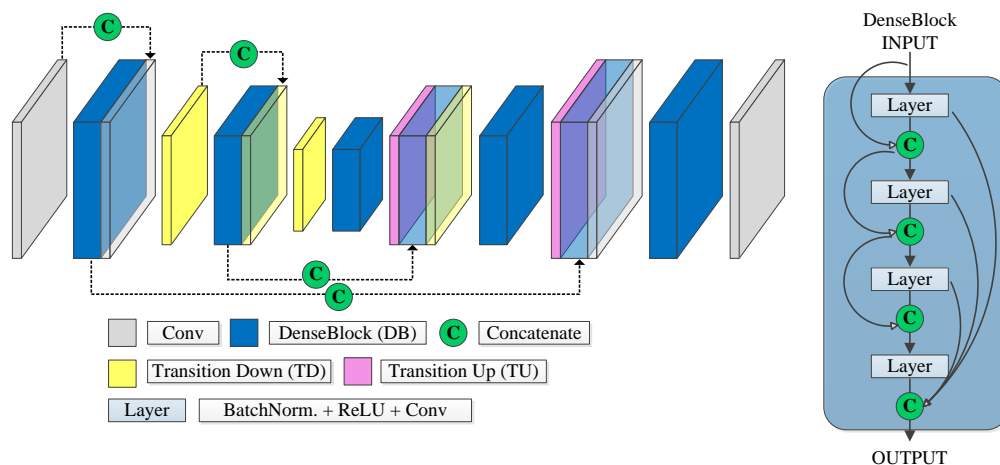 C
C
C
C
Conv
DenseBlock (DB)
C
Concatenate
Transition Down (TD)
Transition Up (TU)
Layer
BatchNorm. + ReLU + Conv
DenseBlock
INPUT
Layer
C
Layer
C
Layer
C
Layer
C
OUTPUT